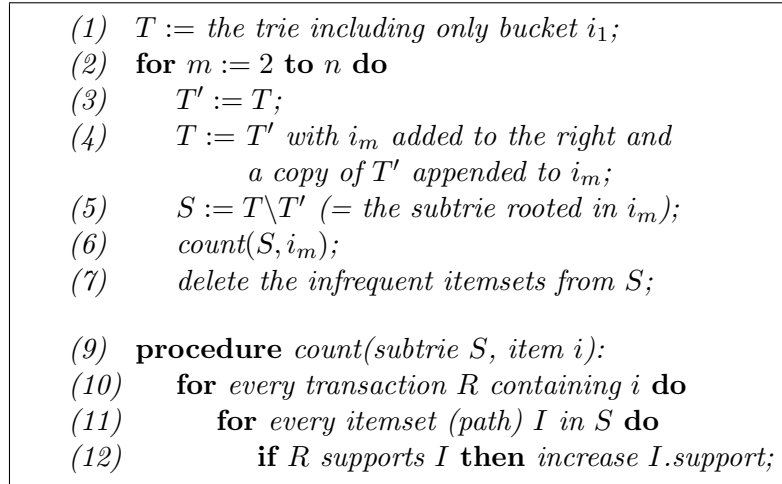 (1) T := the trie including only bucket i₁;
(2) for m := 2 to n do
(3) T′ := T;
(4) T := T′ with iₘ added to the right and
a copy of T′ appended to iₘ;
(5) S := T\T′ (= the subtrie rooted in iₘ);
(6) count(S, iₘ);
(7) delete the infrequent itemsets from S;
(9) procedure count(subtrie S, item i):
(10) for every transaction R containing i do
(11) for every itemset (path) I in S do
(12) if R supports I then increase I.support;